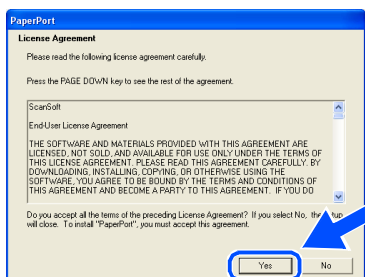 PaperPort
License Agreement
Please read the following license agreement carefully.
Press the PAGE DOWN key to see the rest of the agreement.
ScanSoft
End-User License Agreement
THE SOFTWARE AND MATERIALS PROVIDED WITH THIS AGREEMENT ARE
LICENSED, NOT SOLD, AND AVAILABLE FOR USE ONLY UNDER THE TERMS OF
THIS LICENSE AGREEMENT. PLEASE READ THIS AGREEMENT CAREFULLY. BY
DOWNLOADING, INSTALLING, COPYING, OR OTHERWISE USING THE
SOFTWARE, YOU AGREE TO BE BOUND BY THE TERMS AND CONDITIONS OF
THIS AGREEMENT AND BECOME A PARTY TO THIS AGREEMENT. IF YOU DO
Do you accept all the terms of the preceding License Agreement? If you select No, the
will close. To install "PaperPort", you must accept this agreement.
Yes No